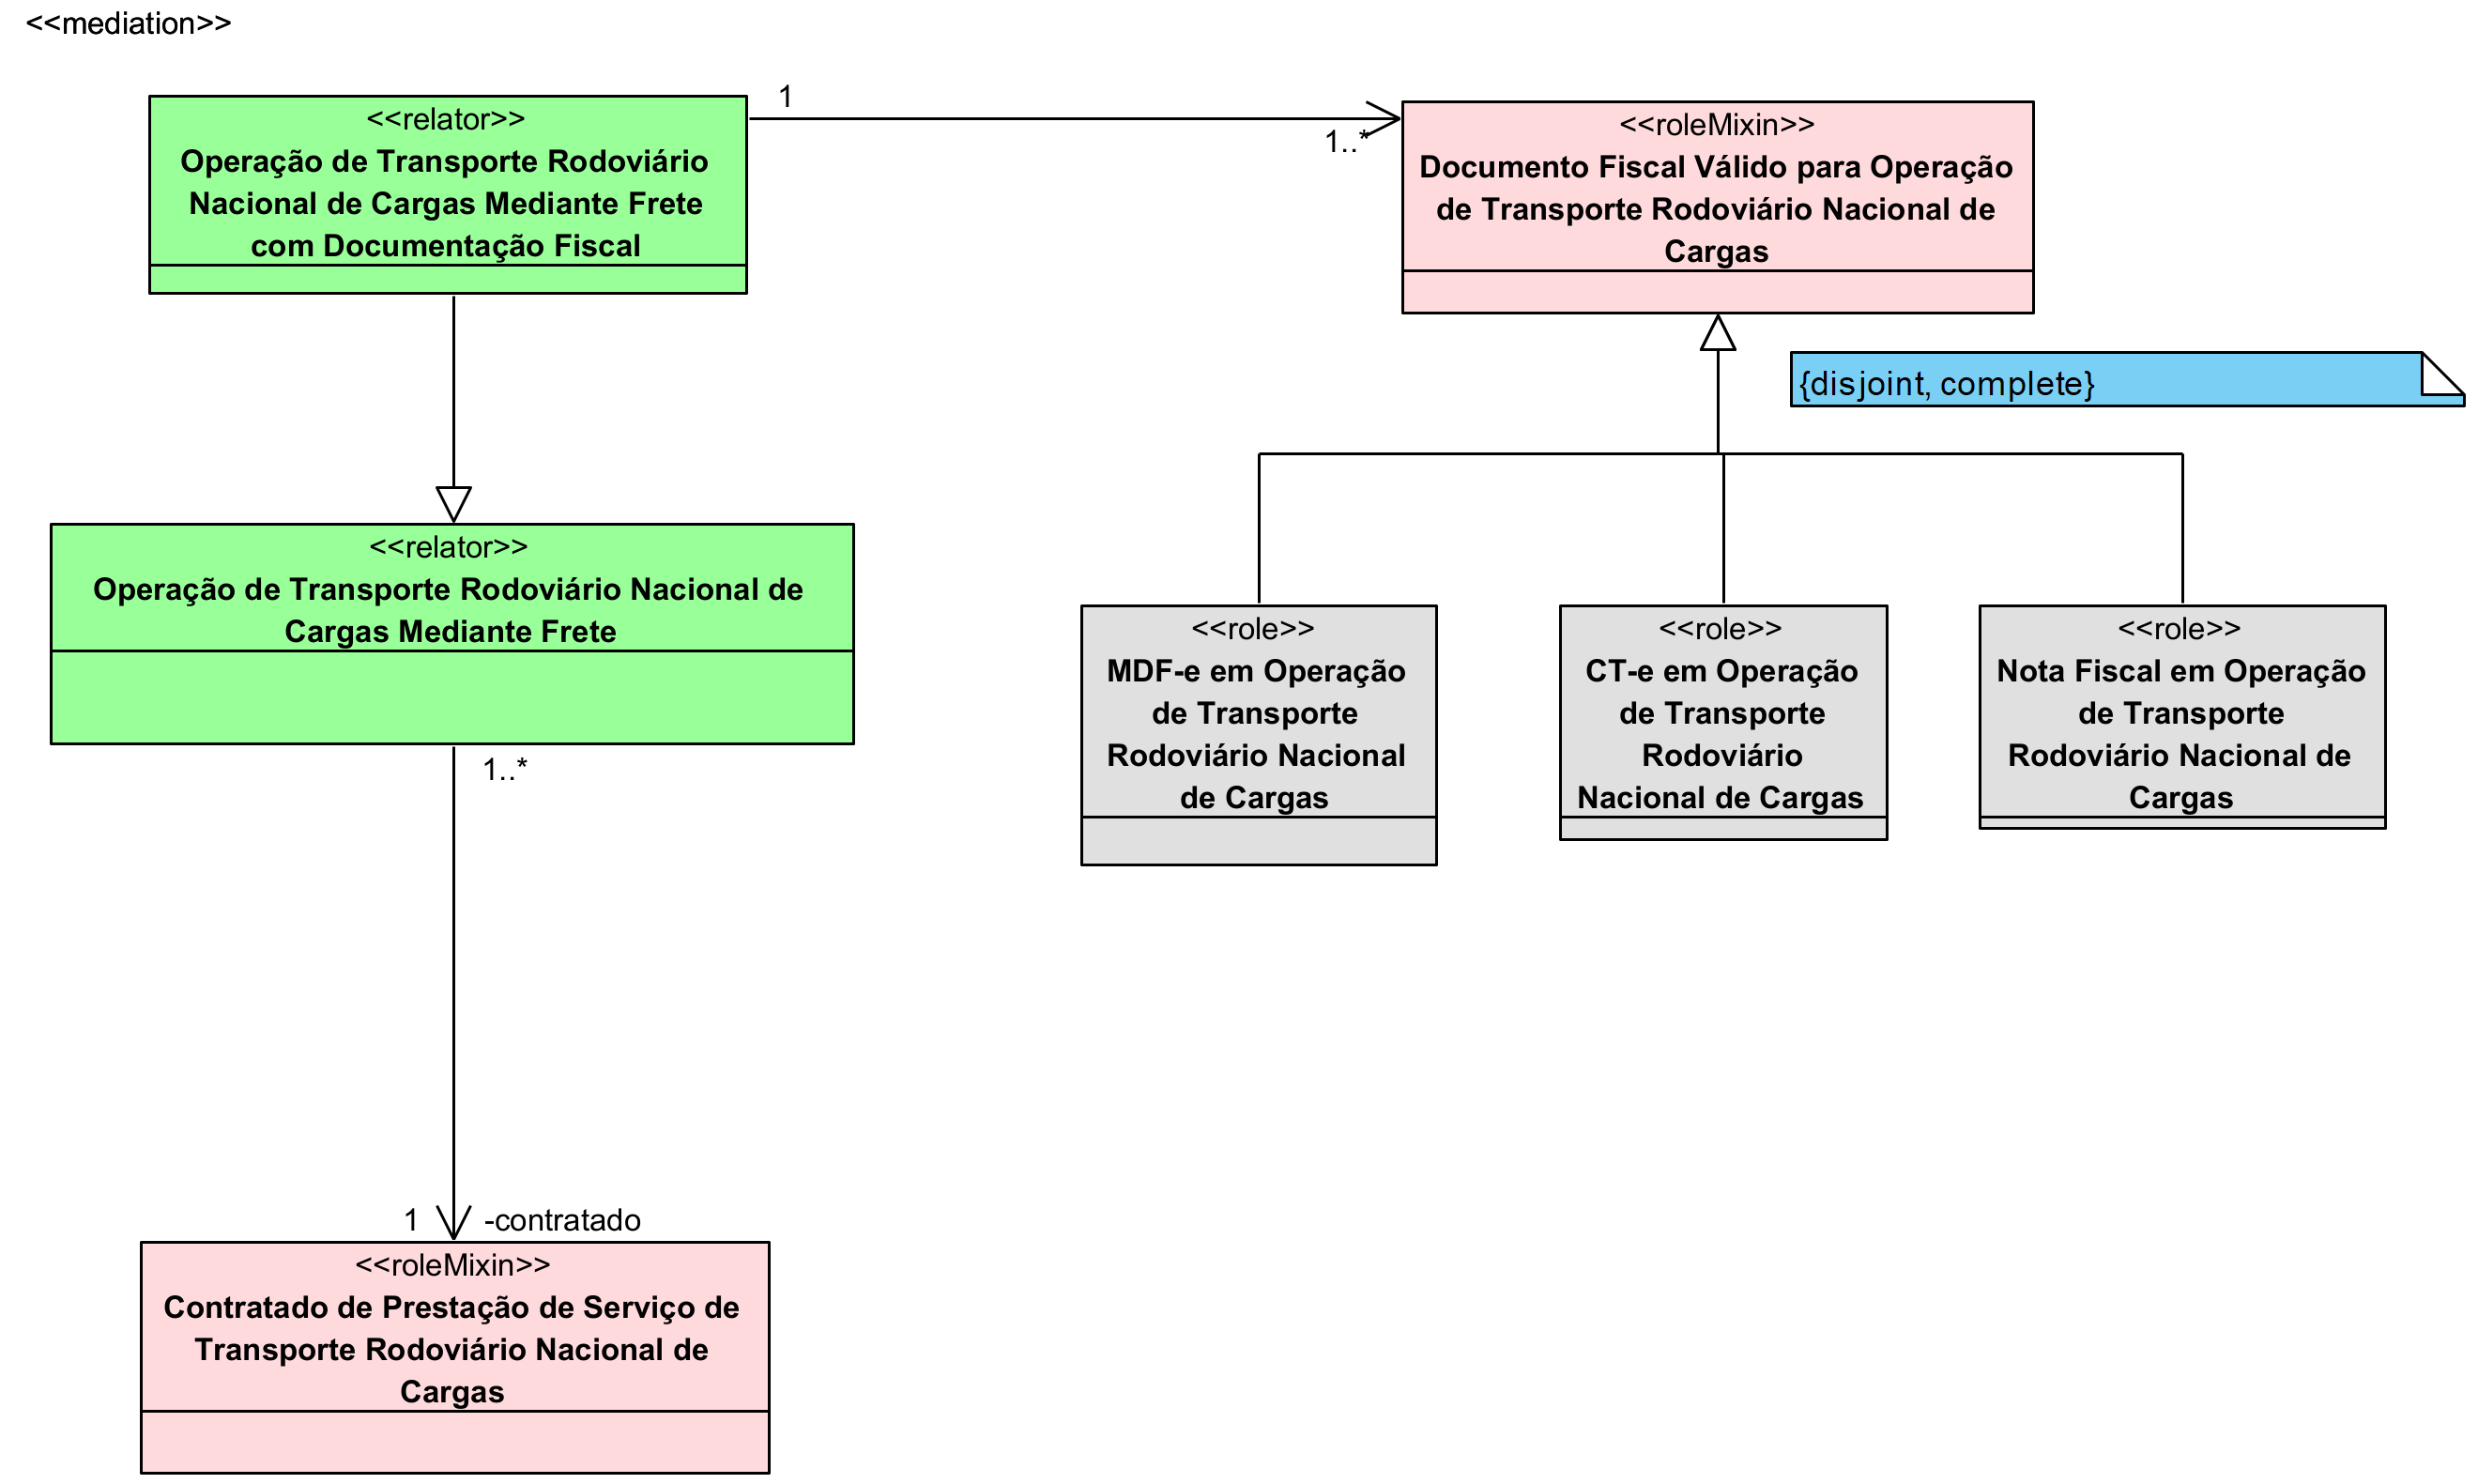 <<mediation>>
1
1..*
<<relator>>
Operação de Transporte Rodoviário
Nacional de Cargas Mediante Frete
com Documentação Fiscal
<<roleMixin>>
Documento Fiscal Válido para Operação
de Transporte Rodoviário Nacional de
Cargas
{disjoint, complete}
<<relator>>
Operação de Transporte Rodoviário Nacional de
Cargas Mediante Frete
<<role>>
MDF-e em Operação
de Transporte
Rodoviário Nacional
de Cargas
<<role>>
CT-e em Operação
de Transporte
Rodoviário
Nacional de Cargas
<<role>>
Nota Fiscal em Operação
de Transporte
Rodoviário Nacional de
Cargas
1..*
1
-contratado
<<roleMixin>>
Contratado de Prestação de Serviço de
Transporte Rodoviário Nacional de
Cargas